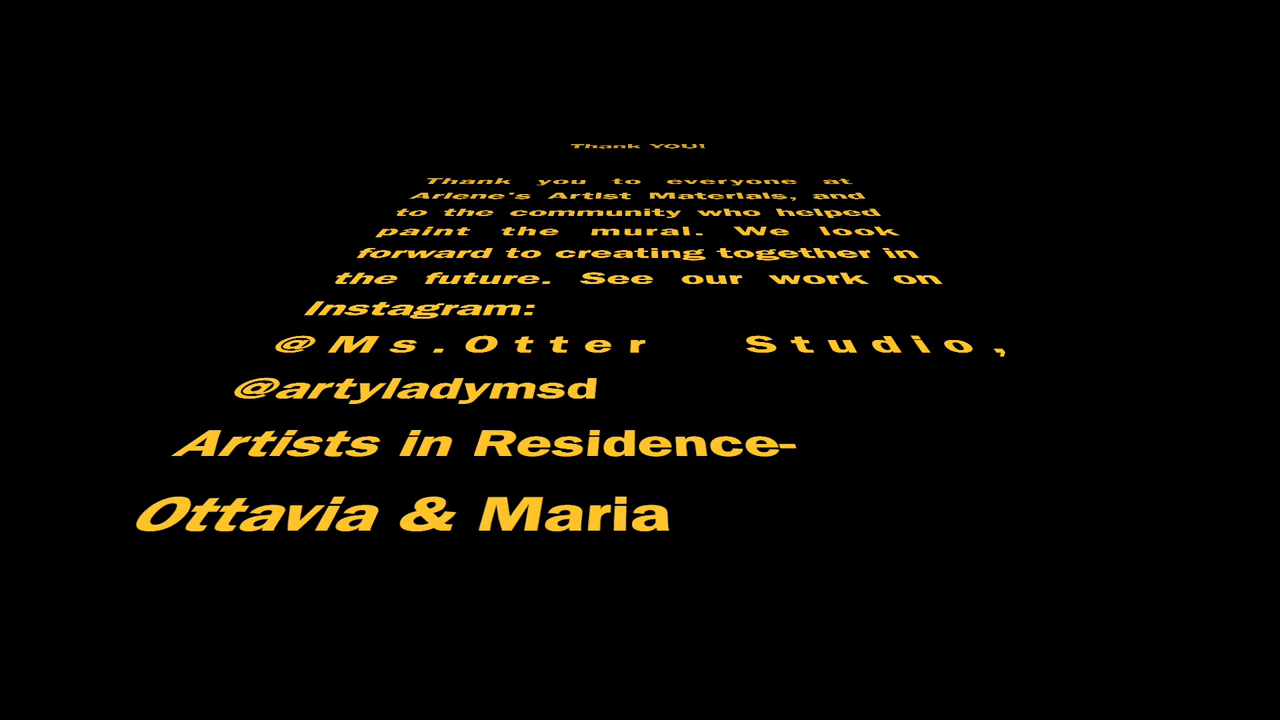 Thank YOU!
Thank you to everyone at
Arlene's Artist Materials, and
to the community who helped
paint the mural. We look
forward to creating together in
the future. See our work on
Instagram:
@Ms.Otter Studio,
@artyladymsd
Artists in Residence-
Ottavia & Maria